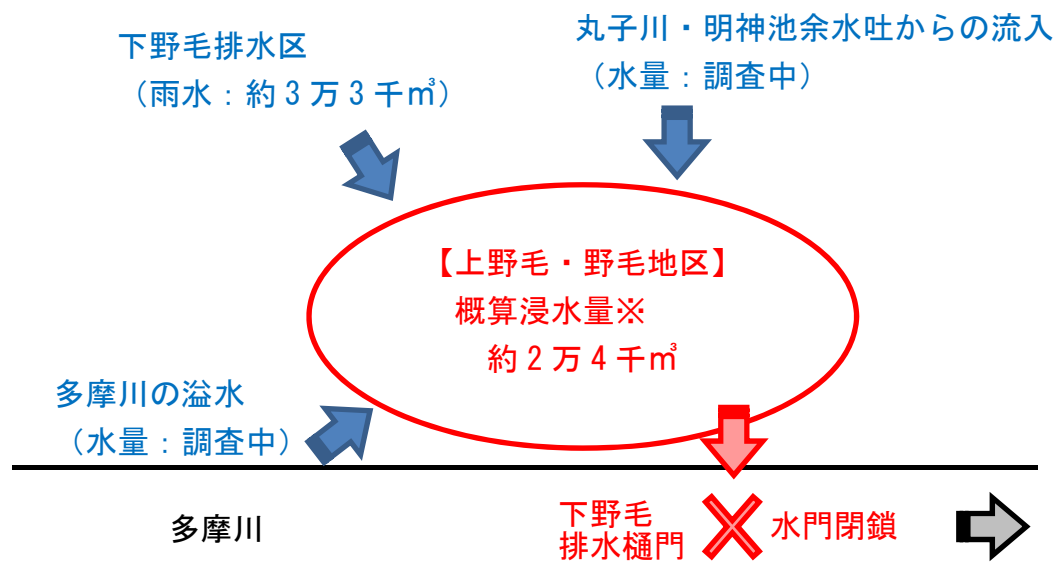 下野毛排水区
（雨水：約３万３千㎥）
丸子川・明神池余水吐からの流入
（水量：調査中）
【上野毛・野毛地区】
概算浸水量※
約２万４千㎥
多摩川の溢水
（水量：調査中）
多摩川
下野毛
排水樋門
水門閉鎖